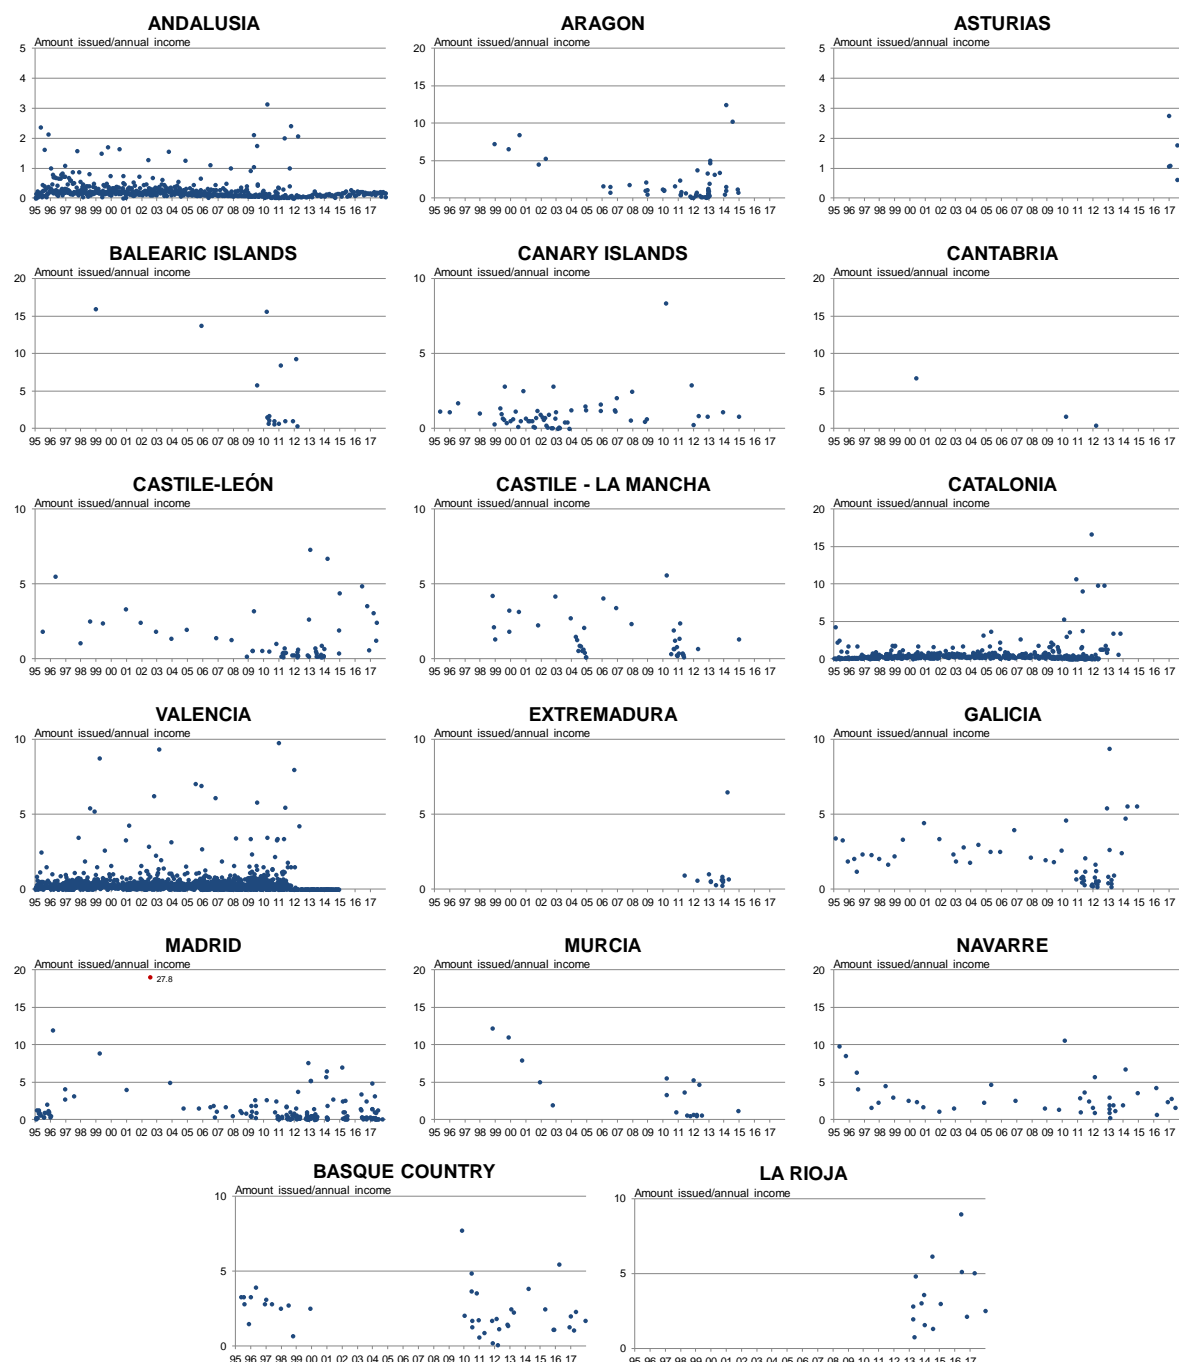 ANDALUSIA
Amount issued/annual income
5
4
3
2
1
0
95 96 97 98 99 00 01 02 03 04 05 06 07 08 09 10 11 12 13 14 15 16 17
ARAGON
Amount issued/annual income
20
15
10
5
0
95 96 97 98 99 00 01 02 03 04 05 06 07 08 09 10 11 12 13 14 15 16 17
ASTURIAS
Amount issued/annual income
5
4
3
2
1
0
95 96 97 98 99 00 01 02 03 04 05 06 07 08 09 10 11 12 13 14 15 16 17
BALEARIC ISLANDS
Amount issued/annual income
20
15
10
5
0
95 96 97 98 99 00 01 02 03 04 05 06 07 08 09 10 11 12 13 14 15 16 17
CANARY ISLANDS
Amount issued/annual income
10
5
0
95 96 97 98 99 00 01 02 03 04 05 06 07 08 09 10 11 12 13 14 15 16 17
CANTABRIA
Amount issued/annual income
20
15
10
5
0
95 96 97 98 99 00 01 02 03 04 05 06 07 08 09 10 11 12 13 14 15 16 17
CASTILE-LEÓN
Amount issued/annual income
10
5
0
95 96 97 98 99 00 01 02 03 04 05 06 07 08 09 10 11 12 13 14 15 16 17
CASTILE - LA MANCHA
Amount issued/annual income
10
5
0
95 96 97 98 99 00 01 02 03 04 05 06 07 08 09 10 11 12 13 14 15 16 17
CATALONIA
Amount issued/annual income
20
15
10
5
0
95 96 97 98 99 00 01 02 03 04 05 06 07 08 09 10 11 12 13 14 15 16 17
VALENCIA
Amount issued/annual income
10
5
0
95 96 97 98 99 00 01 02 03 04 05 06 07 08 09 10 11 12 13 14 15 16 17
EXTREMADURA
Amount issued/annual income
10
5
0
95 96 97 98 99 00 01 02 03 04 05 06 07 08 09 10 11 12 13 14 15 16 17
GALICIA
Amount issued/annual income
10
5
0
95 96 97 98 99 00 01 02 03 04 05 06 07 08 09 10 11 12 13 14 15 16 17
MADRID
Amount issued/annual income
20
27.8
15
10
5
0
95 96 97 98 99 00 01 02 03 04 05 06 07 08 09 10 11 12 13 14 15 16 17
MURCIA
Amount issued/annual income
20
15
10
5
0
95 96 97 98 99 00 01 02 03 04 05 06 07 08 09 10 11 12 13 14 15 16 17
NAVARRE
Amount issued/annual income
20
15
10
5
0
95 96 97 98 99 00 01 02 03 04 05 06 07 08 09 10 11 12 13 14 15 16 17
BASQUE COUNTRY
Amount issued/annual income
10
5
0
95 96 97 98 99 00 01 02 03 04 05 06 07 08 09 10 11 12 13 14 15 16 17
LA RIOJA
Amount issued/annual income
10
5
0
95 96 97 98 99 00 01 02 03 04 05 06 07 08 09 10 11 12 13 14 15 16 17